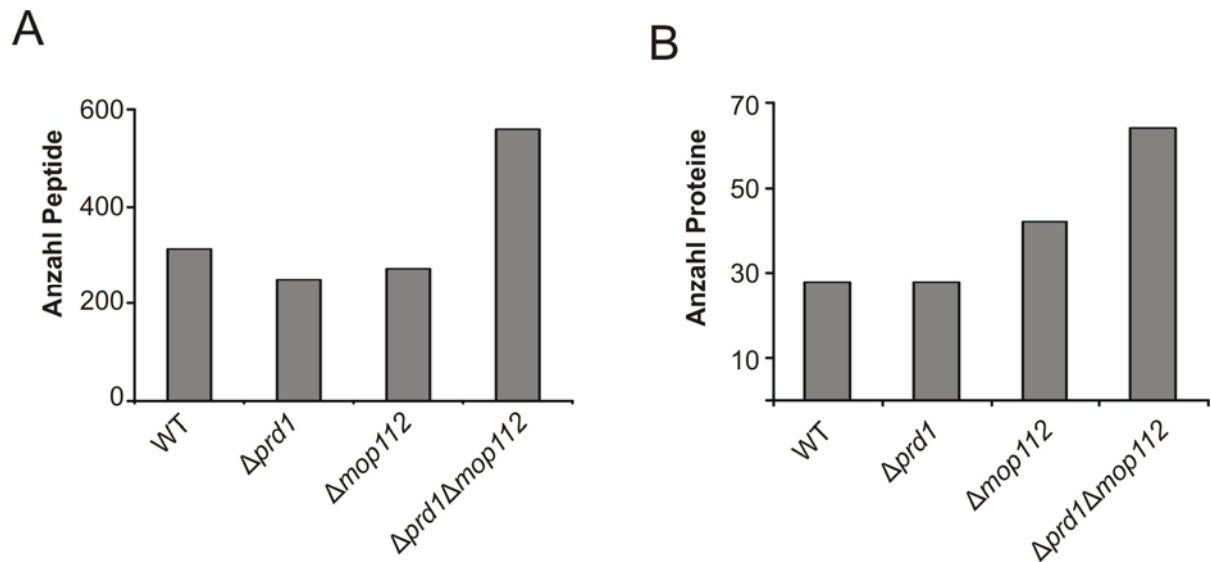 A
Anzahl Peptide
600
400
200
0
WT
Δprd1
Δmop112
Δprd1Δmop112
B
Anzahl Proteine
70
50
30
10
WT
Δprd1
Δmop112
Δprd1Δmop112